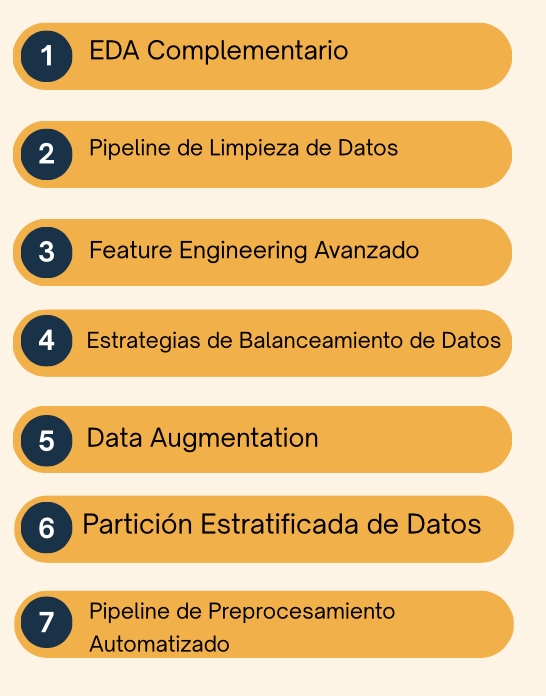 1 EDA Complementario
2 Pipeline de Limpieza de Datos
3 Feature Engineering Avanzado
4 Estrategias de Balanceamiento de Datos
5 Data Augmentation
6 Partición Estratificada de Datos
7 Pipeline de Preprocesamiento
Automatizado